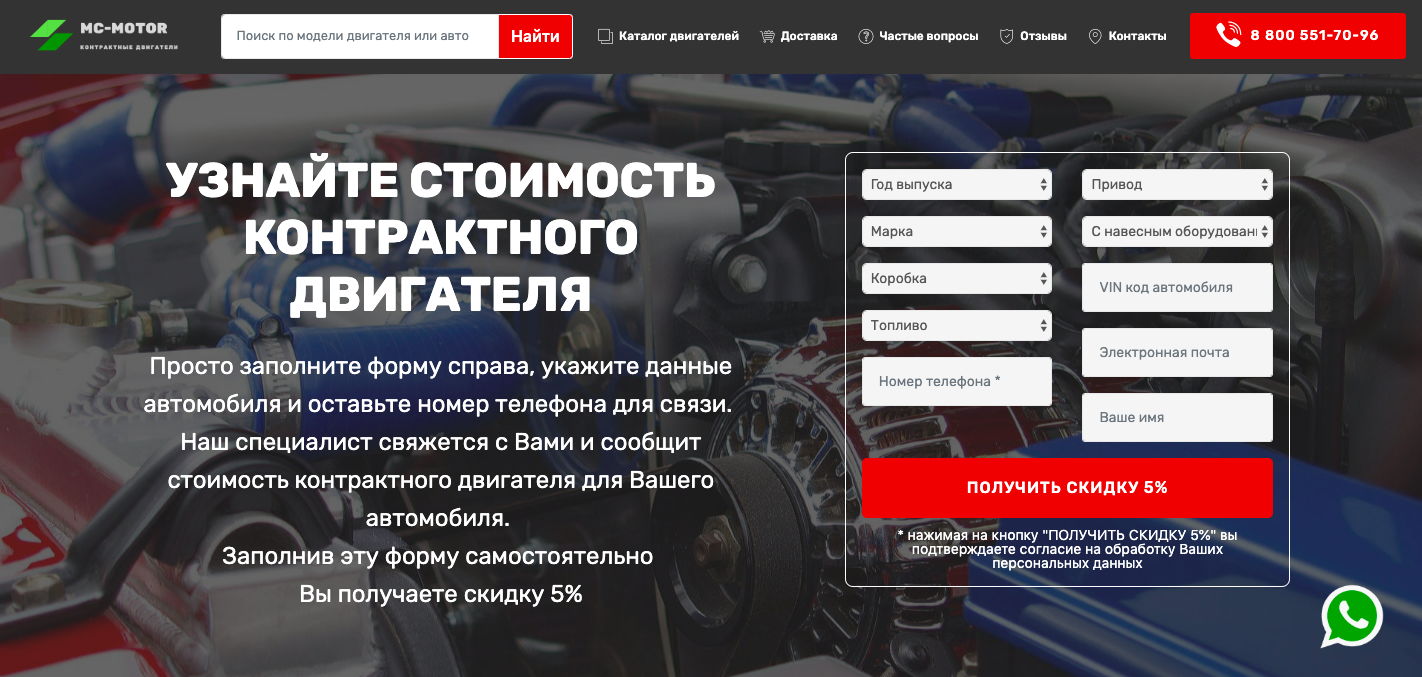 MC-MOTOR
КОНТРАКТНЫЕ ДВИГАТЕЛИ
Поиск по модели двигателя или авто
Найти
Каталог двигателей
Доставка
Частые вопросы
Отзывы
Контакты
8 800 551-70-96
УЗНАЙТЕ СТОИМОСТЬ
КОНТРАКТНОГО
ДВИГАТЕЛЯ
Просто заполните форму справа, укажите данные
автомобиля и оставьте номер телефона для связи.
Наш специалист свяжется с Вами и сообщит
стоимость контрактного двигателя для Вашего
автомобиля.
Заполнив эту форму самостоятельно
Вы получаете скидку 5%
Год выпуска
Марка
Коробка
Топливо
Номер телефона *
Привод
С навесным оборудовани
VIN код автомобиля
Электронная почта
Ваше имя
ПОЛУЧИТЬ СКИДКУ 5%
* нажимая на кнопку "ПОЛУЧИТЬ СКИДКУ 5%" вы
подтверждаете согласие на обработку Ваших
персональных данных